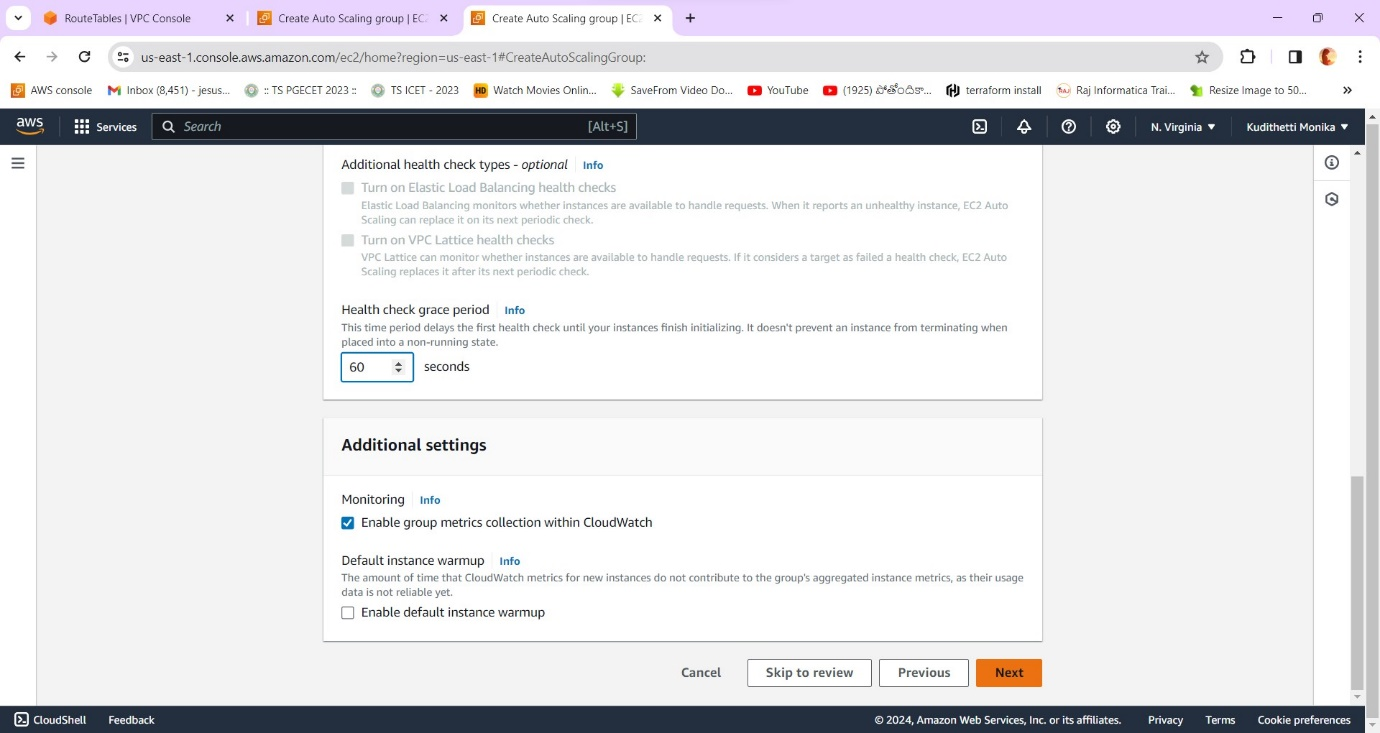 RouteTables | VPC Console
Create Auto Scaling group | EC
Create Auto Scaling group | EC
us-east-1.console.aws.amazon.com/ec2/home?region=us-east-1#CreateAutoScalingGroup:
AWS console
Inbox (8,451) - jesus...
:: TS PGECET 2023 ::
TS ICET - 2023
HD
Watch Movies Onlin...
SaveFrom Video Do...
YouTube
terraform install
Raj Informatica Trai...
Resize Image to 50...
aws
Services
Search
[Alt+S]
N. Virginia
Kudithetti Monika
Additional health check types - optional Info
Turn on Elastic Load Balancing health checks
Elastic Load Balancing monitors whether instances are available to handle requests. When it reports an unhealthy instance, EC2 Auto
Scaling can replace it on its next periodic check.
Turn on VPC Lattice health checks
VPC Lattice can monitor whether instances are available to handle requests. If it considers a target as failed a health check, EC2 Auto
Scaling replaces it after its next periodic check.
Health check grace period Info
This time period delays the first health check until your instances finish initializing. It doesn't prevent an instance from terminating when
placed into a non-running state.
60 seconds
Additional settings
Monitoring Info
Enable group metrics collection within CloudWatch
Default instance warmup Info
The amount of time that CloudWatch metrics for new instances do not contribute to the group's aggregated instance metrics, as their usage
data is not reliable yet.
Enable default instance warmup
Cancel
Skip to review
Previous
Next
CloudShell
Feedback
© 2024, Amazon Web Services, Inc. or its affiliates.
Privacy
Terms
Cookie preferences